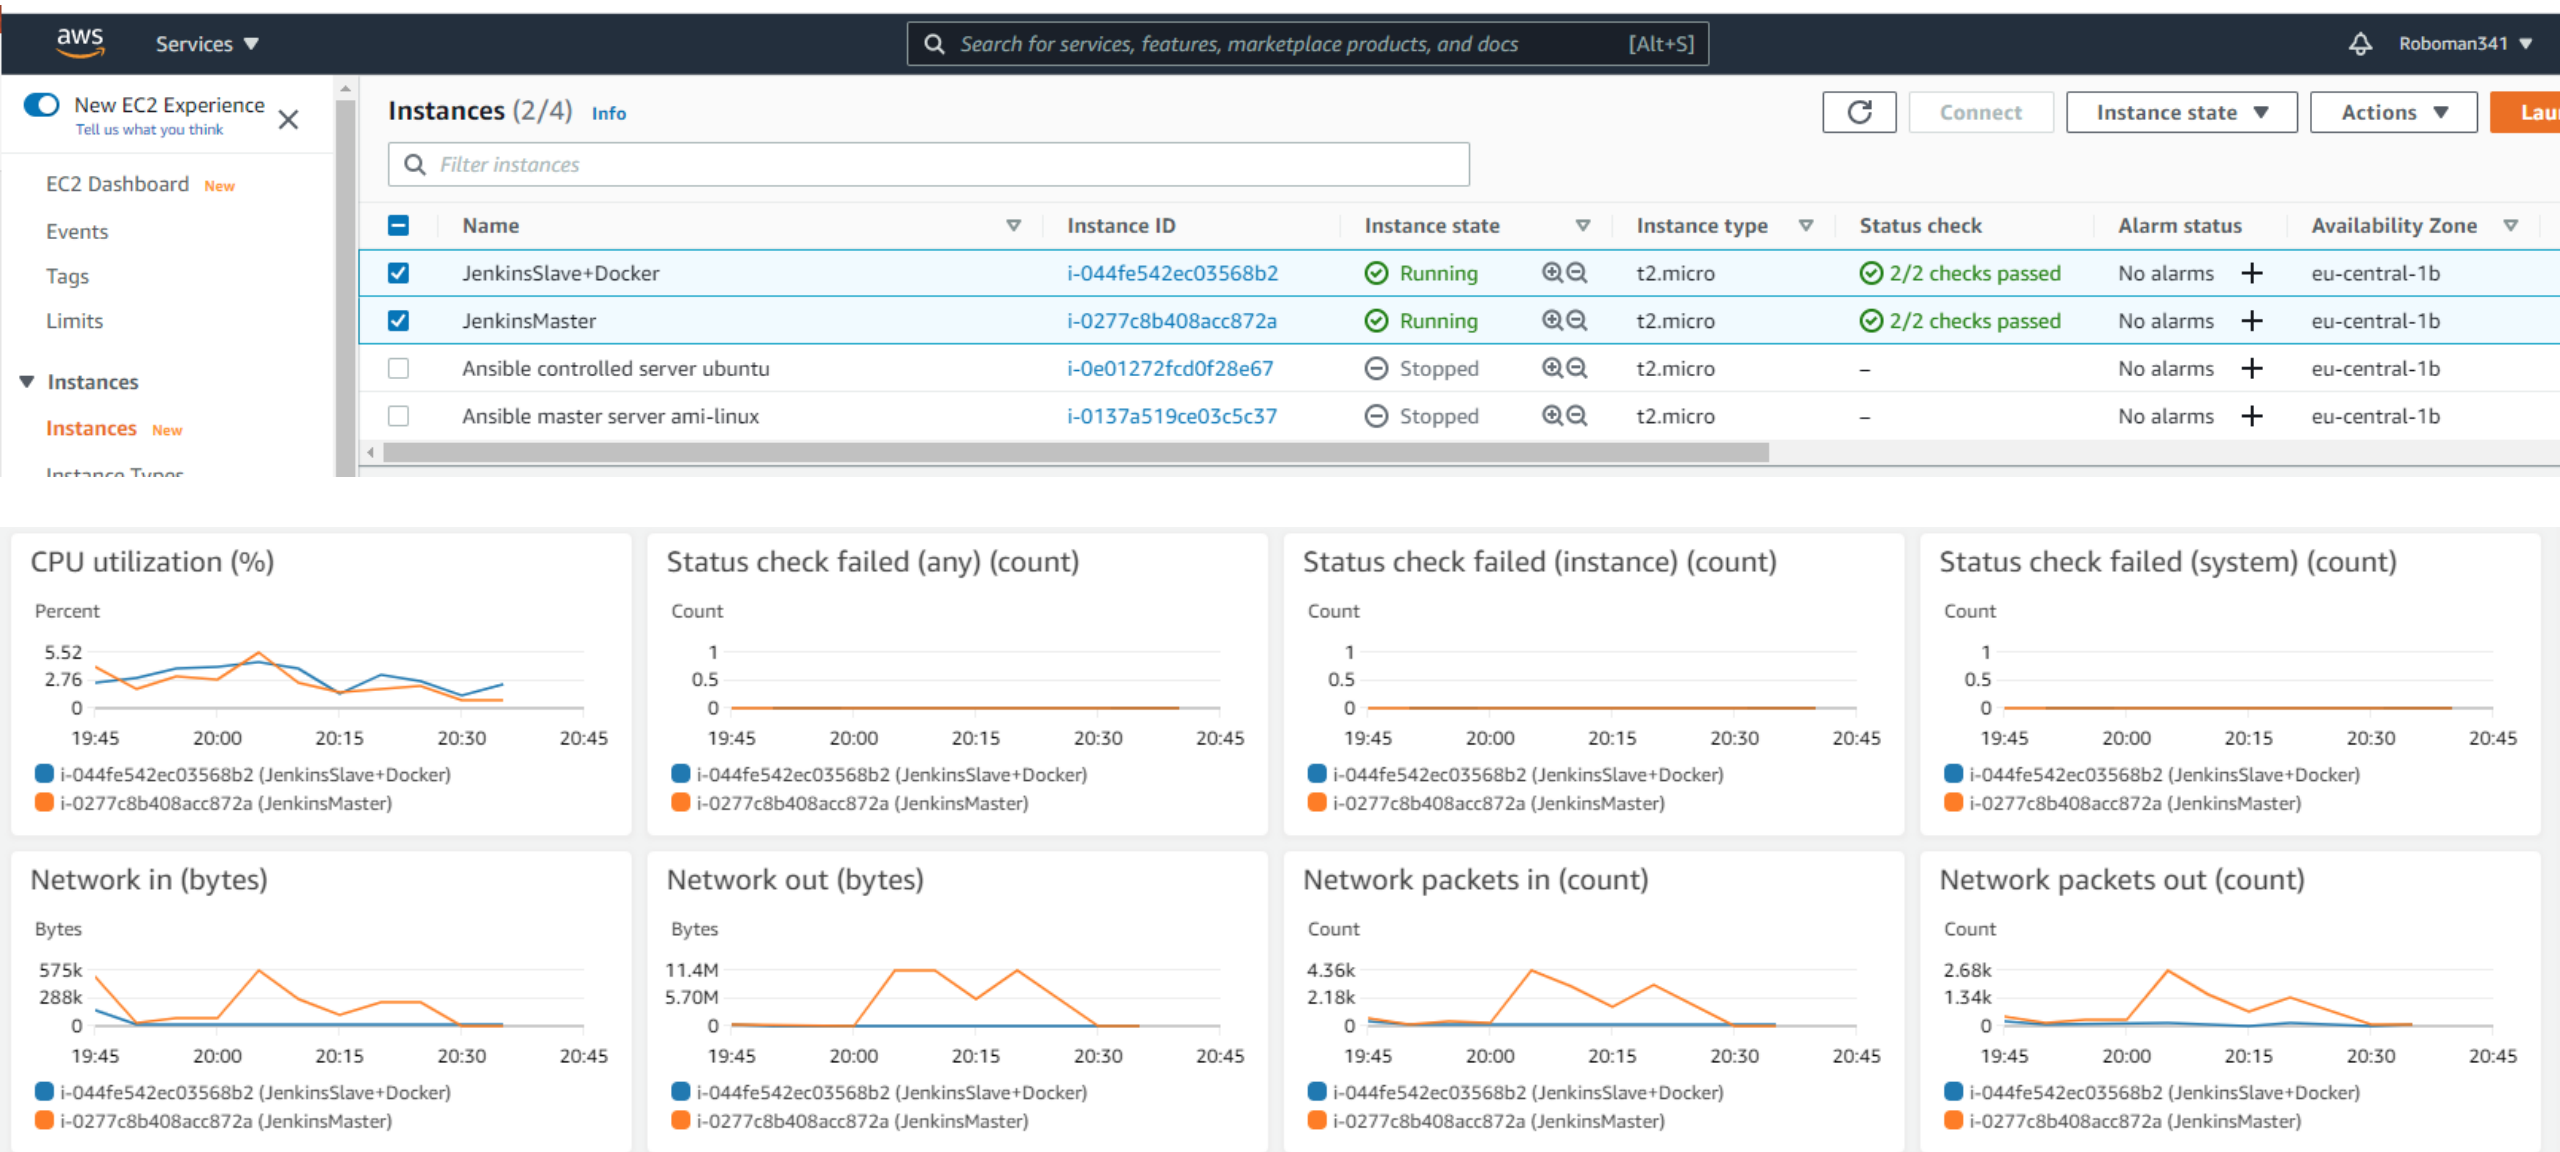 aws Services ▼ Search for services, features, marketplace products, and docs [Alt+S] Roboman341 ▼
New EC2 Experience
Tell us what you think
EC2 Dashboard New
Events
Tags
Limits
▼ Instances
Instances New
Instance Types
Instances (2/4) Info Connect Instance state ▼ Actions ▼
Filter instances
Name Instance ID Instance state Instance type Status check Alarm status Availability Zone
JenkinsSlave+Docker i-044fe542ec03568b2 Running t2.micro 2/2 checks passed No alarms + eu-central-1b
JenkinsMaster i-0277c8b408acc872a Running t2.micro 2/2 checks passed No alarms + eu-central-1b
Ansible controlled server ubuntu i-0e01272fcd0f28e67 Stopped t2.micro – No alarms + eu-central-1b
Ansible master server ami-linux i-0137a519ce03c5c37 Stopped t2.micro – No alarms + eu-central-1b
CPU utilization (%)
Percent
5.52
2.76
0
19:45 20:00 20:15 20:30 20:45
i-044fe542ec03568b2 (JenkinsSlave+Docker)
i-0277c8b408acc872a (JenkinsMaster)
Status check failed (any) (count)
Count
1
0.5
0
19:45 20:00 20:15 20:30 20:45
i-044fe542ec03568b2 (JenkinsSlave+Docker)
i-0277c8b408acc872a (JenkinsMaster)
Status check failed (instance) (count)
Count
1
0.5
0
19:45 20:00 20:15 20:30 20:45
i-044fe542ec03568b2 (JenkinsSlave+Docker)
i-0277c8b408acc872a (JenkinsMaster)
Status check failed (system) (count)
Count
1
0.5
0
19:45 20:00 20:15 20:30 20:45
i-044fe542ec03568b2 (JenkinsSlave+Docker)
i-0277c8b408acc872a (JenkinsMaster)
Network in (bytes)
Bytes
575k
288k
0
19:45 20:00 20:15 20:30 20:45
i-044fe542ec03568b2 (JenkinsSlave+Docker)
i-0277c8b408acc872a (JenkinsMaster)
Network out (bytes)
Bytes
11.4M
5.70M
0
19:45 20:00 20:15 20:30 20:45
i-044fe542ec03568b2 (JenkinsSlave+Docker)
i-0277c8b408acc872a (JenkinsMaster)
Network packets in (count)
Count
4.36k
2.18k
0
19:45 20:00 20:15 20:30 20:45
i-044fe542ec03568b2 (JenkinsSlave+Docker)
i-0277c8b408acc872a (JenkinsMaster)
Network packets out (count)
Count
2.68k
1.34k
0
19:45 20:00 20:15 20:30 20:45
i-044fe542ec03568b2 (JenkinsSlave+Docker)
i-0277c8b408acc872a (JenkinsMaster)